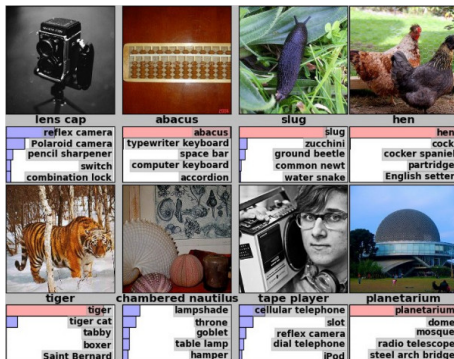 lens cap
reflex camera
Polaroid camera
pencil sharpener
switch
combination lock
abacus
abacus
typewriter keyboard
space bar
computer keyboard
accordion
slug
slug
zucchini
ground beetle
common newt
water snake
hen
hen
cock
cocker spaniel
partridge
English setter
tiger
tiger
tiger cat
tabby
boxer
Saint Bernard
chambered nautilus
lampshade
throne
goblet
table lamp
hamper
tape player
cellular telephone
slot
reflex camera
dial telephone
iPod
planetarium
planetarium
dome
mosque
radio telescope
steel arch bridge